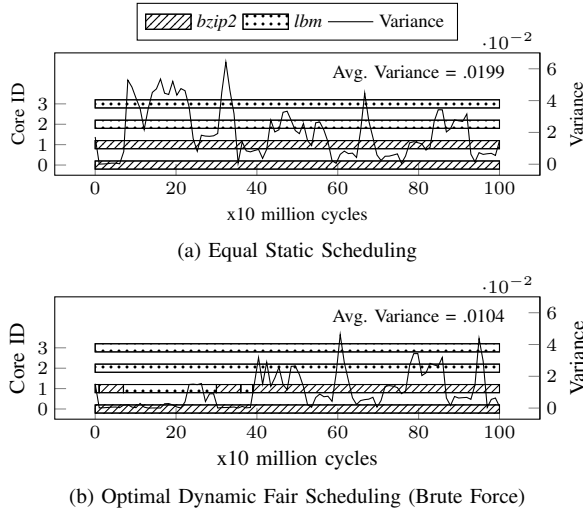 bzip2 lbm Variance
·10⁻²
Avg. Variance = .0199
Core ID
3
2
1
0
6
4
2
0
Variance
0 20 40 60 80 100
x10 million cycles
(a) Equal Static Scheduling
·10⁻²
Avg. Variance = .0104
Core ID
3
2
1
0
6
4
2
0
Variance
0 20 40 60 80 100
x10 million cycles
(b) Optimal Dynamic Fair Scheduling (Brute Force)